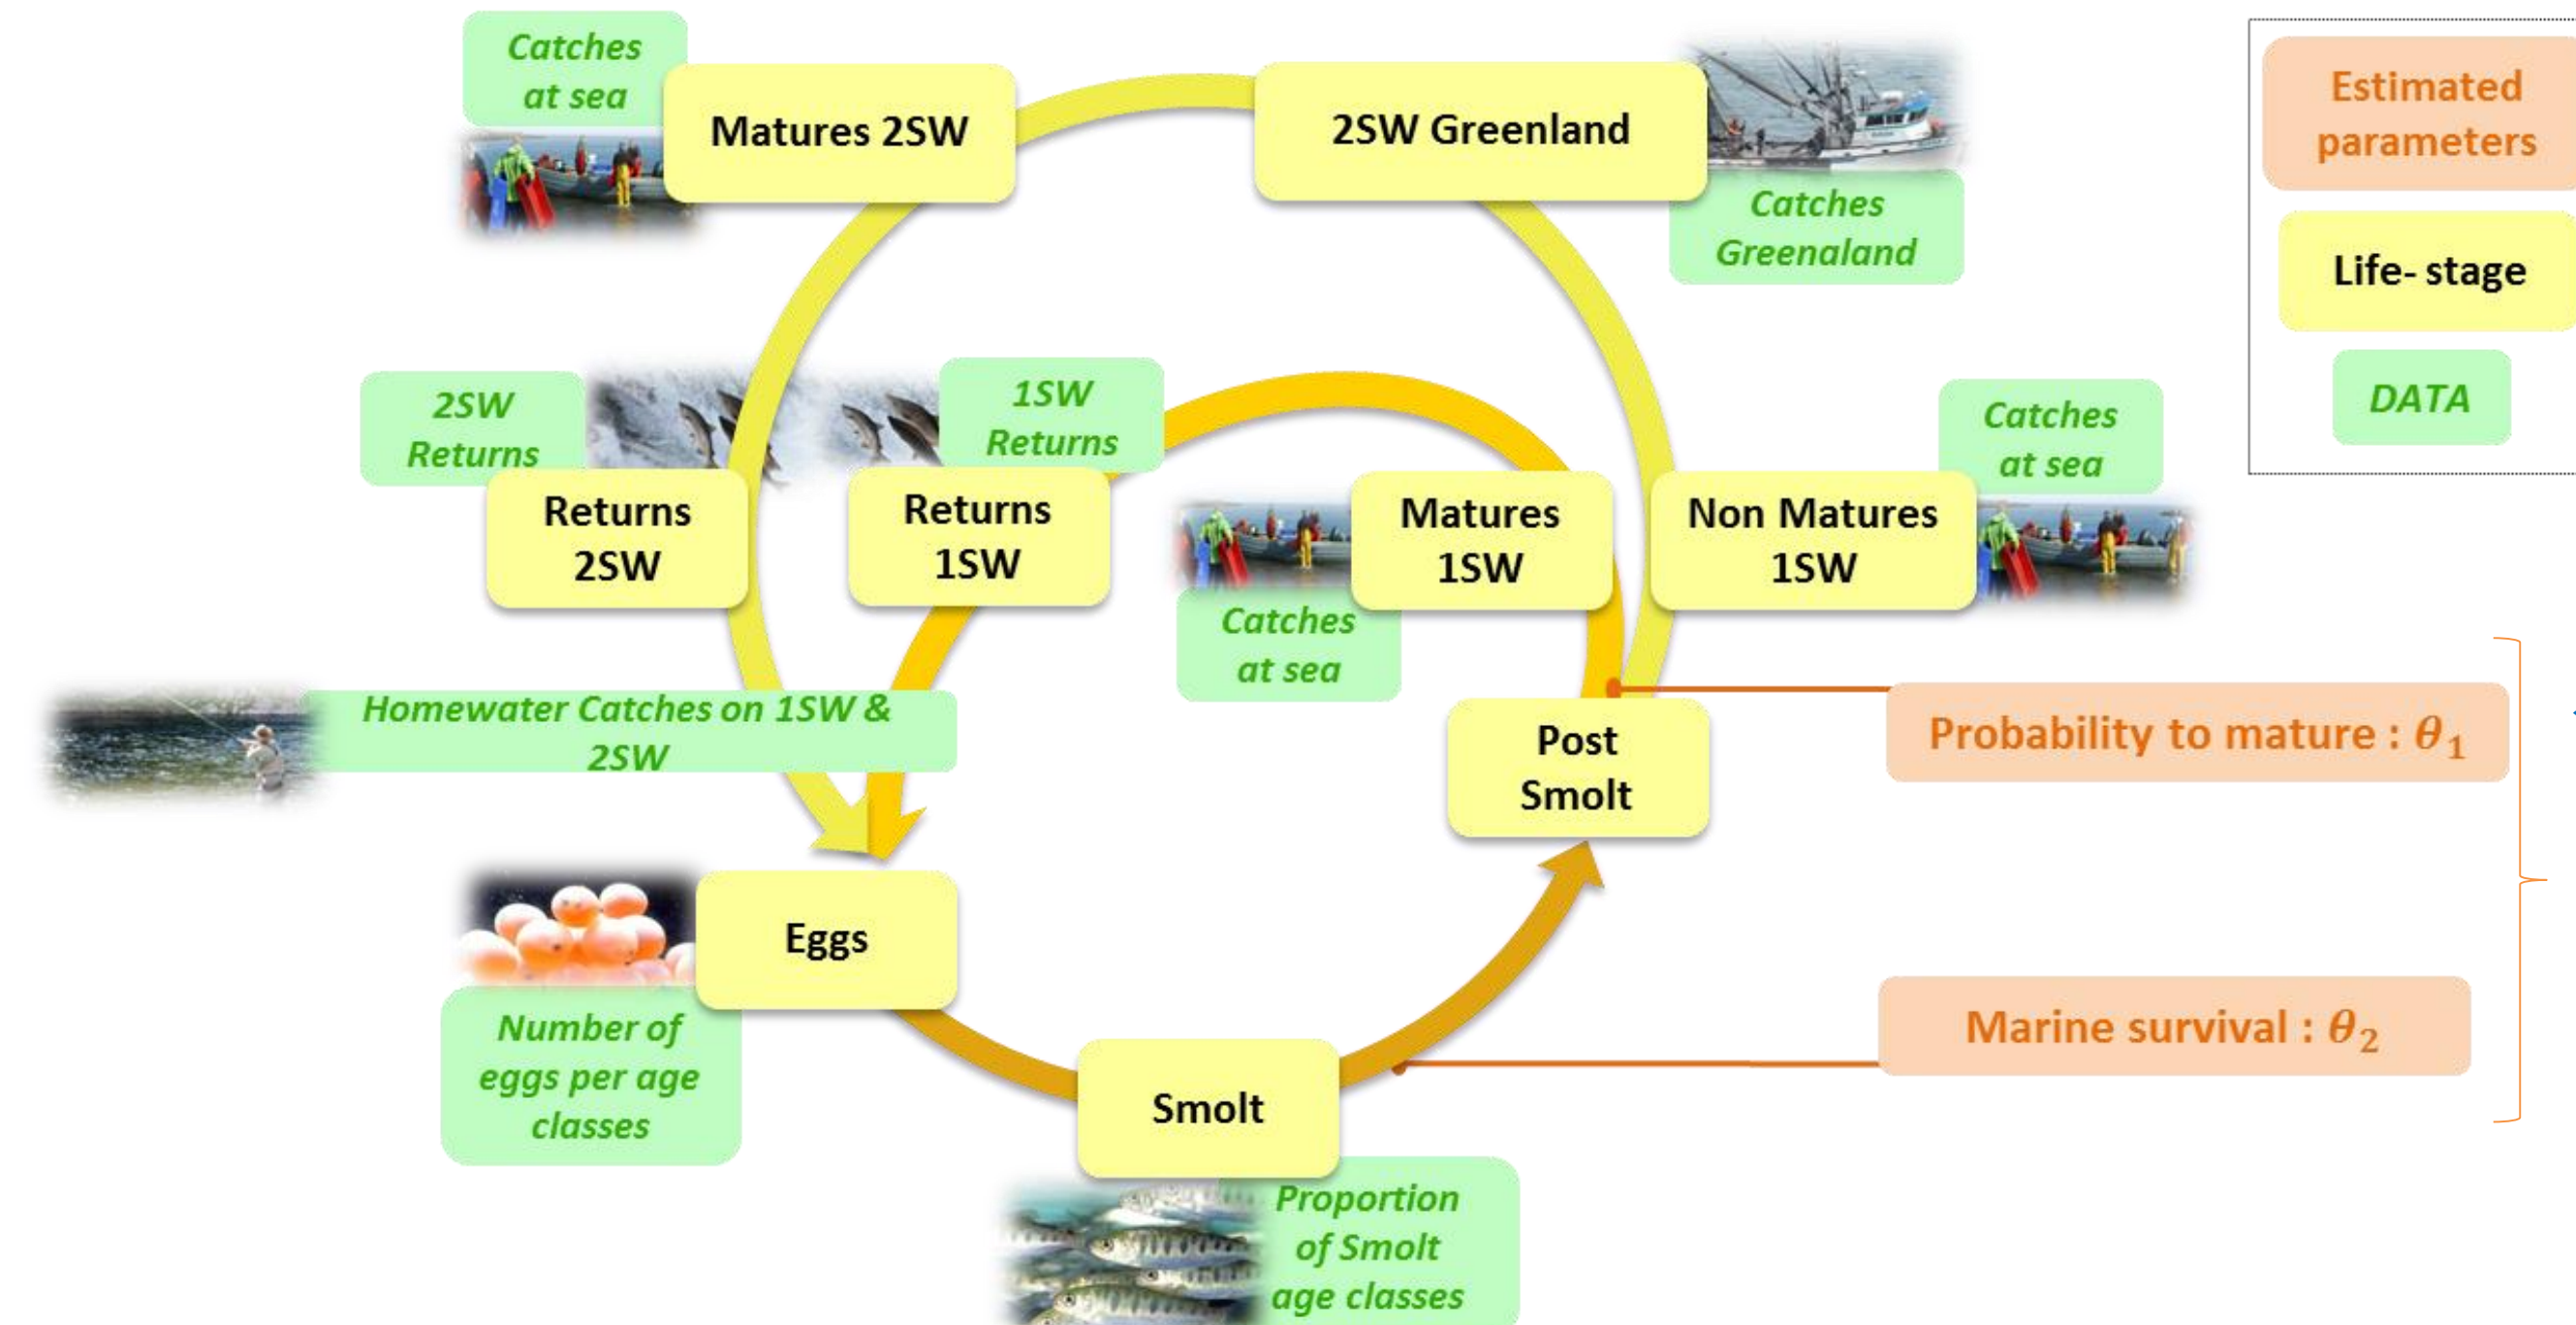 Catches
at sea
Matures 2SW
2SW Greenland
Catches
Greenaland
Estimated
parameters
Life- stage
DATA
2SW
Returns
1SW
Returns
Catches
at sea
Returns
2SW
Returns
1SW
Matures
1SW
Non Matures
1SW
Catches
at sea
Homewater Catches on 1SW &
2SW
Post
Smolt
Probability to mature : θ₁
Eggs
Marine survival : θ₂
Number of
eggs per age
classes
Smolt
Proportion
of Smolt
age classes